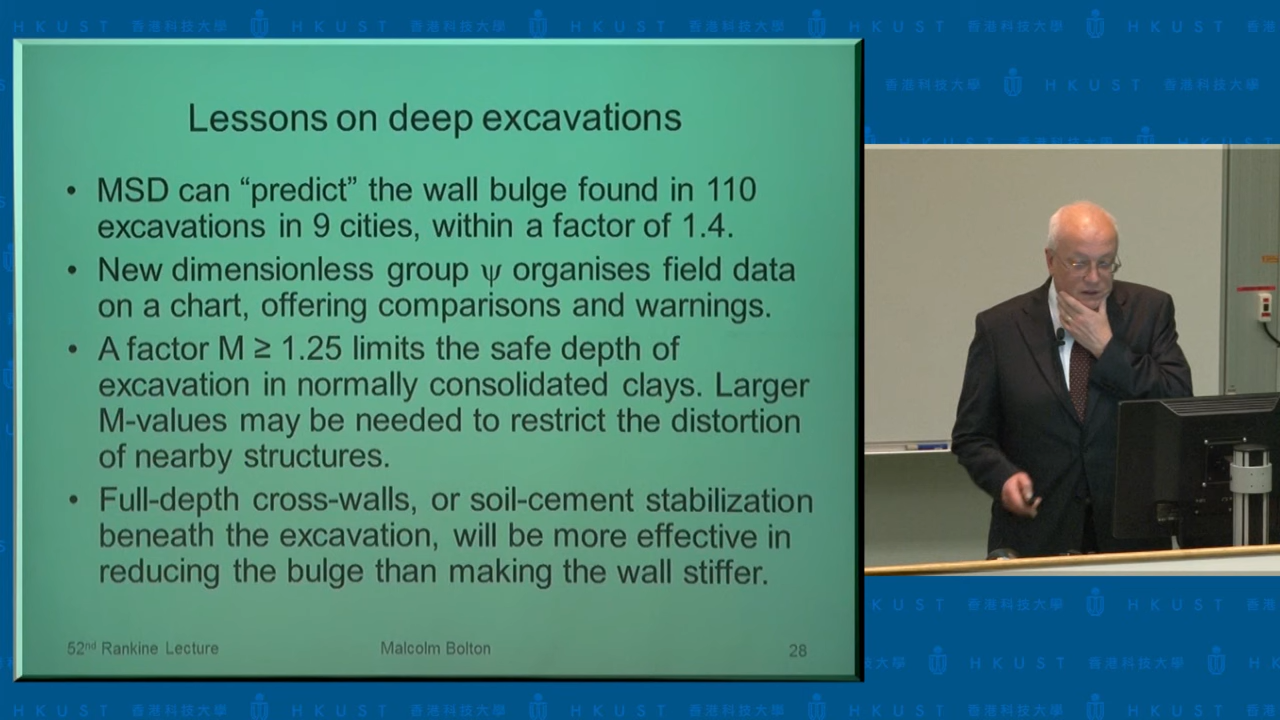 Lessons on deep excavations
• MSD can “predict” the wall bulge found in 110
excavations in 9 cities, within a factor of 1.4.
• New dimensionless group ψ organises field data
on a chart, offering comparisons and warnings.
• A factor M ≥ 1.25 limits the safe depth of
excavation in normally consolidated clays. Larger
M-values may be needed to restrict the distortion
of nearby structures.
• Full-depth cross-walls, or soil-cement stabilization
beneath the excavation, will be more effective in
reducing the bulge than making the wall stiffer.
52nd Rankine Lecture Malcolm Bolton 28
HKUST 香港科技大學